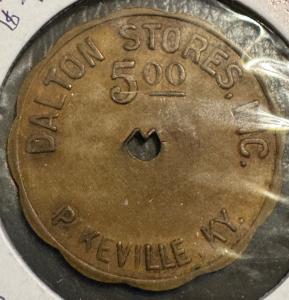 DALTON STORES, INC.
5 00
P KEVILLE, KY.